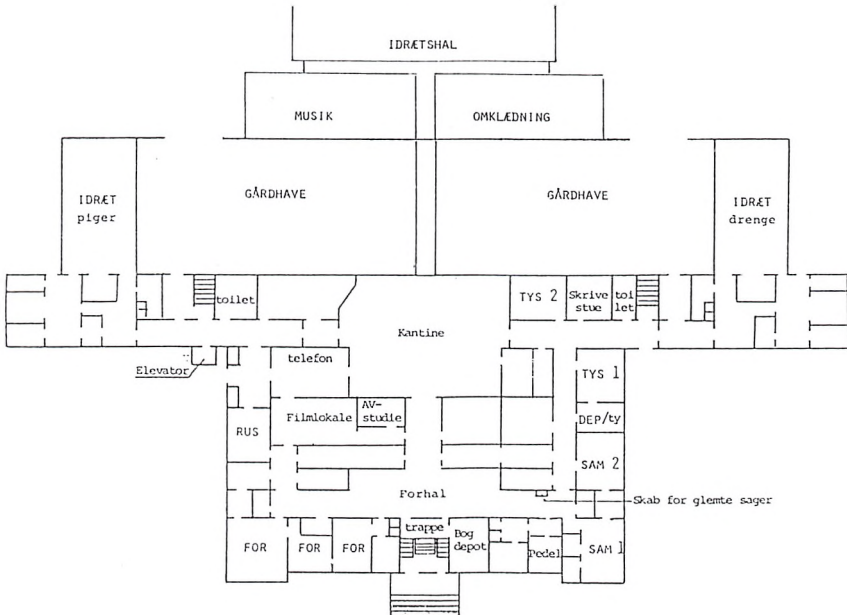 IDRÆTSHAL
MUSIK
OMKLÆDNING
GÅRDHAVE
GÅRDHAVE
IDRÆT
piger
IDRÆT
drenge
toilet
TYS 2
Skrive
stue
toi
let
Kantine
Elevator
telefon
TYS 1
AV-
studie
Filmlokale
DEP/ty
RUS
SAM 2
Forhal
Skab for glemte sager
trappe
Bog
depot
FOR
FOR
FOR
Pedel
SAM 1